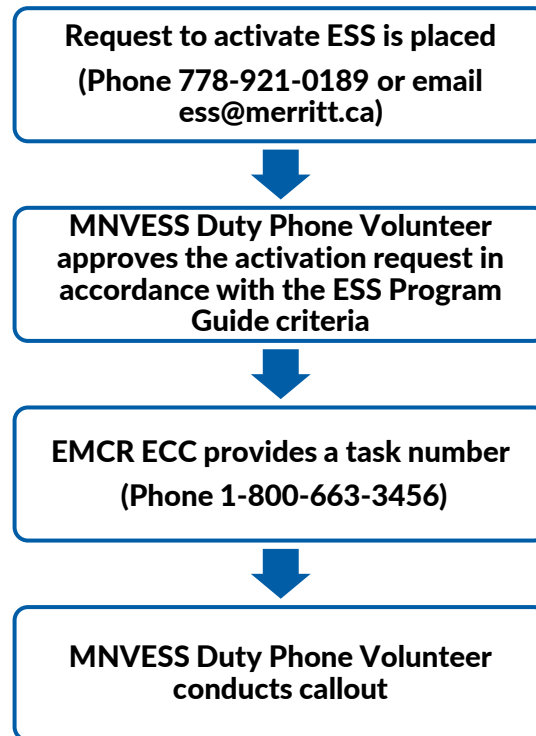 Request to activate ESS is placed
(Phone 778-921-0189 or email
ess@merritt.ca)
MNVESS Duty Phone Volunteer
approves the activation request in
accordance with the ESS Program
Guide criteria
EMCR ECC provides a task number
(Phone 1-800-663-3456)
MNVESS Duty Phone Volunteer
conducts callout